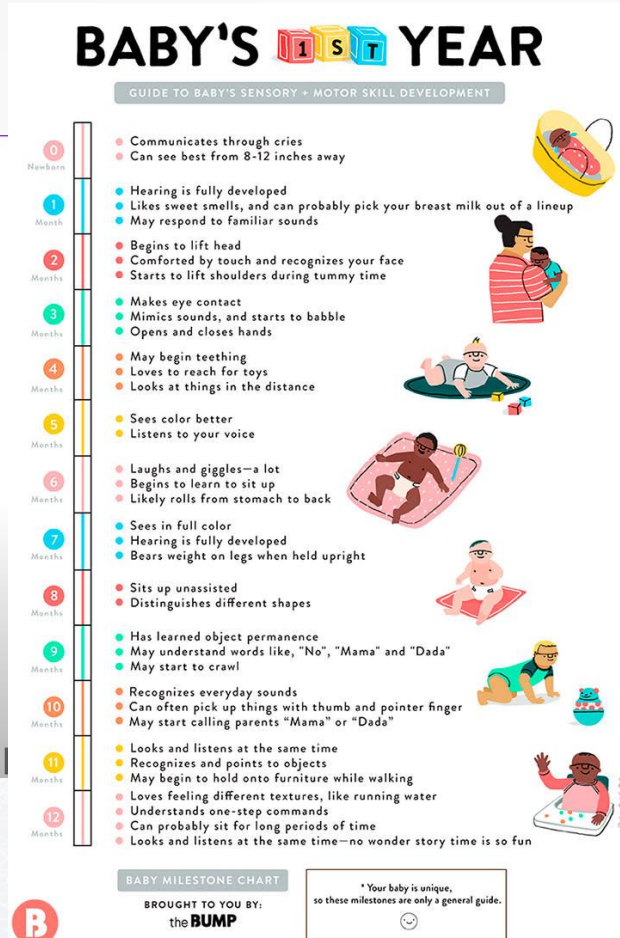 BABY'S 1ST YEAR
GUIDE TO BABY'S SENSORY + MOTOR SKILL DEVELOPMENT
0
Newborn
Communicates through cries
Can see best from 8-12 inches away
1
Month
Hearing is fully developed
Likes sweet smells, and can probably pick your breast milk out of a lineup
May respond to familiar sounds
2
Months
Begins to lift head
Comforted by touch and recognizes your face
Starts to lift shoulders during tummy time
3
Months
Makes eye contact
Mimics sounds, and starts to babble
Opens and closes hands
4
Months
May begin teething
Loves to reach for toys
Looks at things in the distance
5
Months
Sees color better
Listens to your voice
6
Months
Laughs and giggles—a lot
Begins to learn to sit up
Likely rolls from stomach to back
7
Months
Sees in full color
Hearing is fully developed
Bears weight on legs when held upright
8
Months
Sits up unassisted
Distinguishes different shapes
9
Months
Has learned object permanence
May understand words like, "No", "Mama" and "Dada"
May start to crawl
10
Months
Recognizes everyday sounds
Can often pick up things with thumb and pointer finger
May start calling parents “Mama” or “Dada”
11
Months
Looks and listens at the same time
Recognizes and points to objects
May begin to hold onto furniture while walking
12
Months
Loves feeling different textures, like running water
Understands one-step commands
Can probably sit for long periods of time
Looks and listens at the same time—no wonder story time is so fun
BABY MILESTONE CHART
BROUGHT TO YOU BY:
the BUMP
* Your baby is unique,
so these milestones are only a general guide.
B